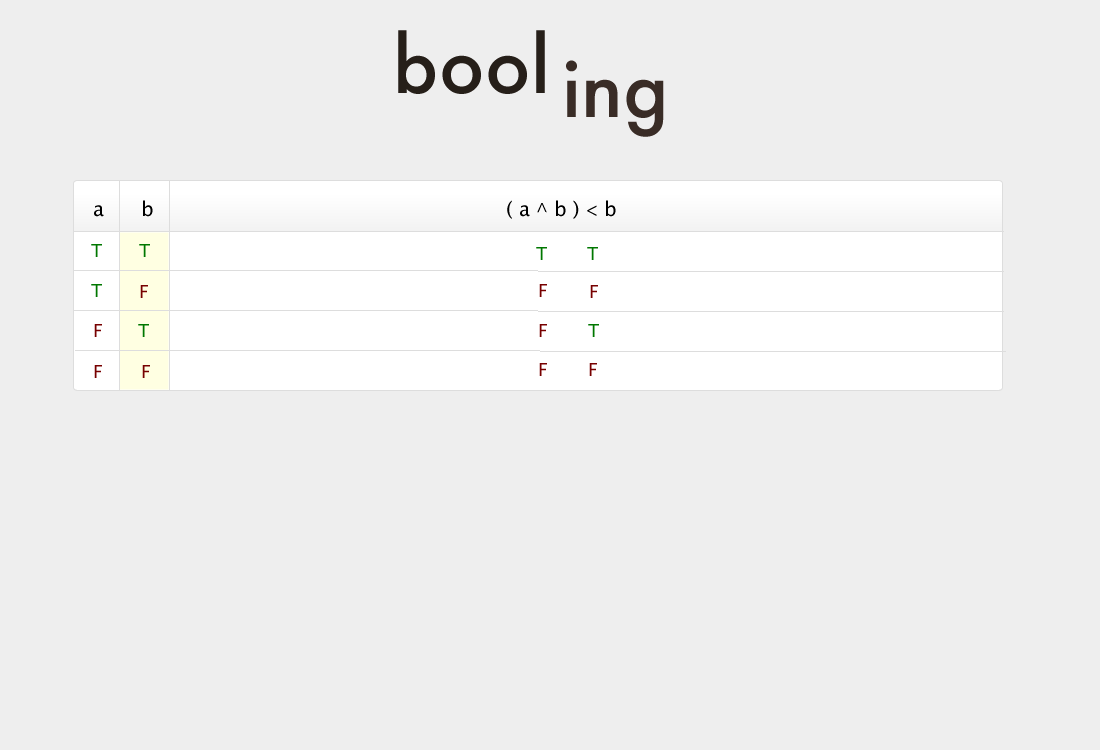 bool ing
a b ( a ^ b ) < b
T T T T
T F F F
F T F T
F F F F